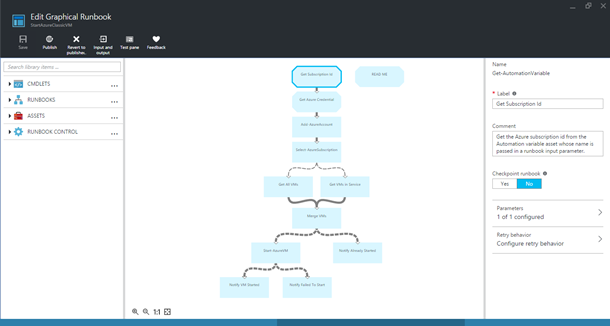 Edit Graphical Runbook
StartAzureClassicVM
Save
Publish
Revert to
publishe..
Input and
output
Test pane
Feedback
Search library items ...
CMDLETS ...
RUNBOOKS ...
ASSETS ...
RUNBOOK CONTROL ...
Get Subscription Id
READ ME
Get Azure Credential
Add AzureAccount
Select AzureSubscription
Get All VMs
Get VMs in Service
Merge VMs
Start AzureVM
Notify Already Started
Notify VM Started
Notify Failed To Start
1:1
Name
Get-AutomationVariable
* Label
Get Subscription Id
Comment
Get the Azure subscription id from the
Automation variable asset whose name is
passed in a runbook input parameter.
Checkpoint runbook
Yes No
Parameters
1 of 1 configured
Retry behavior
Configure retry behavior